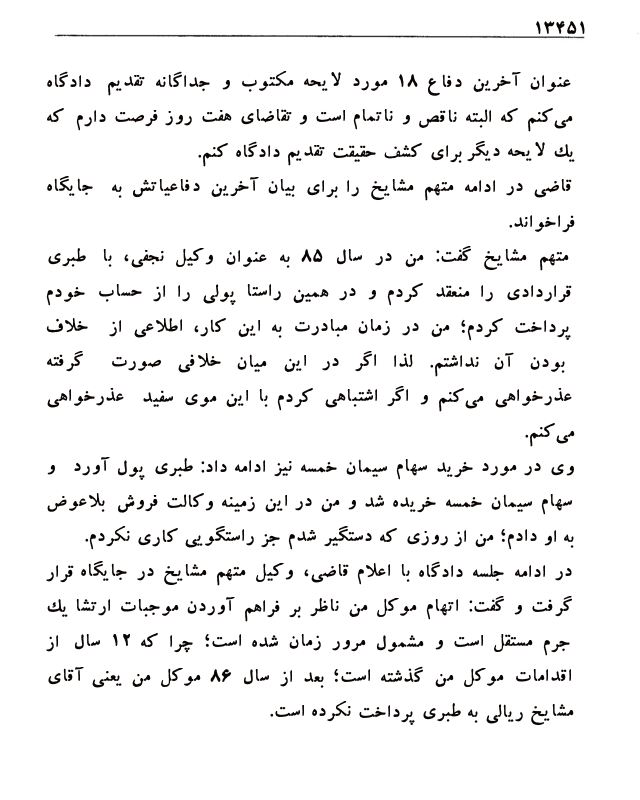 ۱۳۴۵۱
عنوان آخرین دفاع ۱۸ مورد لایحه مکتوب و جداگانه تقدیم دادگاه
می‌کنم که البته ناقص و ناتمام است و تقاضای هفت روز فرصت دارم که
یك لایحه دیگر برای کشف حقیقت تقدیم دادگاه کنم.
قاضی در ادامه متهم مشایخ را برای بیان آخرین دفاعیاتش به جایگاه
فراخواند.
متهم مشایخ گفت: من در سال ۸۵ به عنوان وکیل نجفی، با طبری
قراردادی را منعقد کردم و در همین راستا پولی را از حساب خودم
پرداخت کردم؛ من در زمان مبادرت به این کار، اطلاعی از خلاف
بودن آن نداشتم. لذا اگر در این میان خلافی صورت گرفته
عذرخواهی می‌کنم و اگر اشتباهی کردم با این موی سفید عذرخواهی
می‌کنم.
وی در مورد خرید سهام سیمان خمسه نیز ادامه داد: طبری پول آورد و
سهام سیمان خمسه خریده شد و من در این زمینه وکالت فروش بلاعوض
به او دادم؛ من از روزی که دستگیر شدم جز راستگویی کاری نکردم.
در ادامه جلسه دادگاه با اعلام قاضی، وکیل متهم مشایخ در جایگاه قرار
گرفت و گفت: اتهام موکل من ناظر بر فراهم آوردن موجبات ارتشا یك
جرم مستقل است و مشمول مرور زمان شده است؛ چرا که ۱۲ سال از
اقدامات موکل من گذشته است؛ بعد از سال ۸۶ موکل من یعنی آقای
مشایخ ریالی به طبری پرداخت نکرده است.